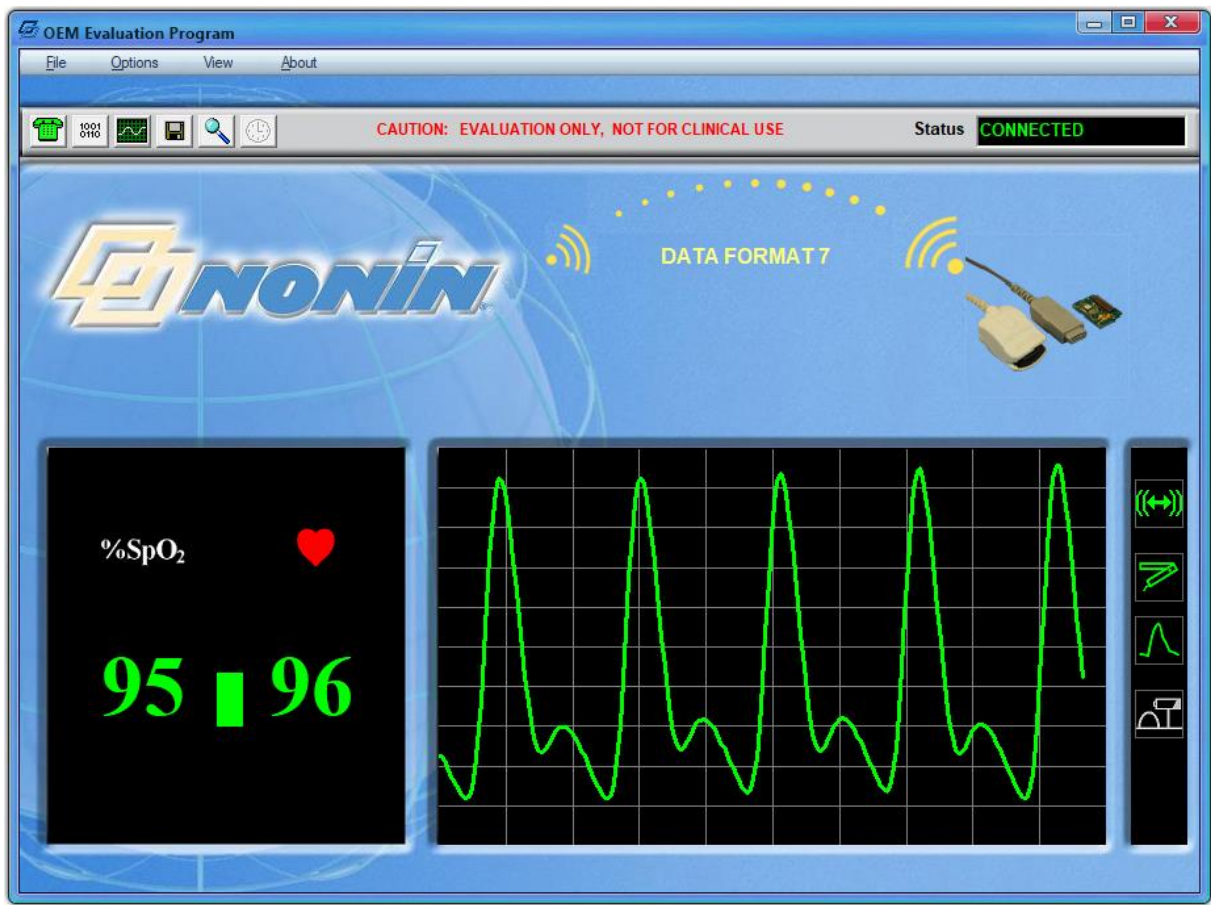 OEM Evaluation Program
File Options View About
1001
0110
CAUTION: EVALUATION ONLY, NOT FOR CLINICAL USE
Status CONNECTED
NONIN®
DATA FORMAT 7
%SpO₂
95 96